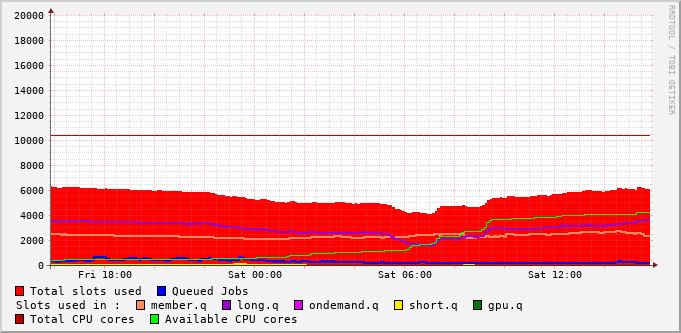 20000
18000
16000
14000
12000
10000
8000
6000
4000
2000
0
Fri 18:00 Sat 00:00 Sat 06:00 Sat 12:00
RRDTOOL / TOBI OETIKER
Total slots used Queued Jobs
Slots used in : member.q long.q ondemand.q short.q gpu.q
Total CPU cores Available CPU cores